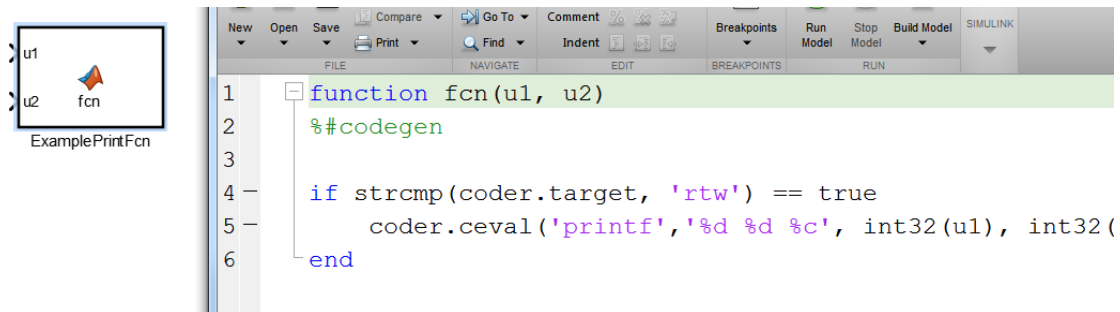 u1
u2
fcn
ExamplePrintFcn
New Open Save Compare Print Go To Find Comment Indent Breakpoints Run Model Stop Model Build Model SIMULINK
FILE NAVIGATE EDIT BREAKPOINTS RUN
1 function fcn(u1, u2)
2 %#codegen
3
4 if strcmp(coder.target, 'rtw') == true
5 coder.ceval('printf','%d %d %c', int32(u1), int32(
6 end